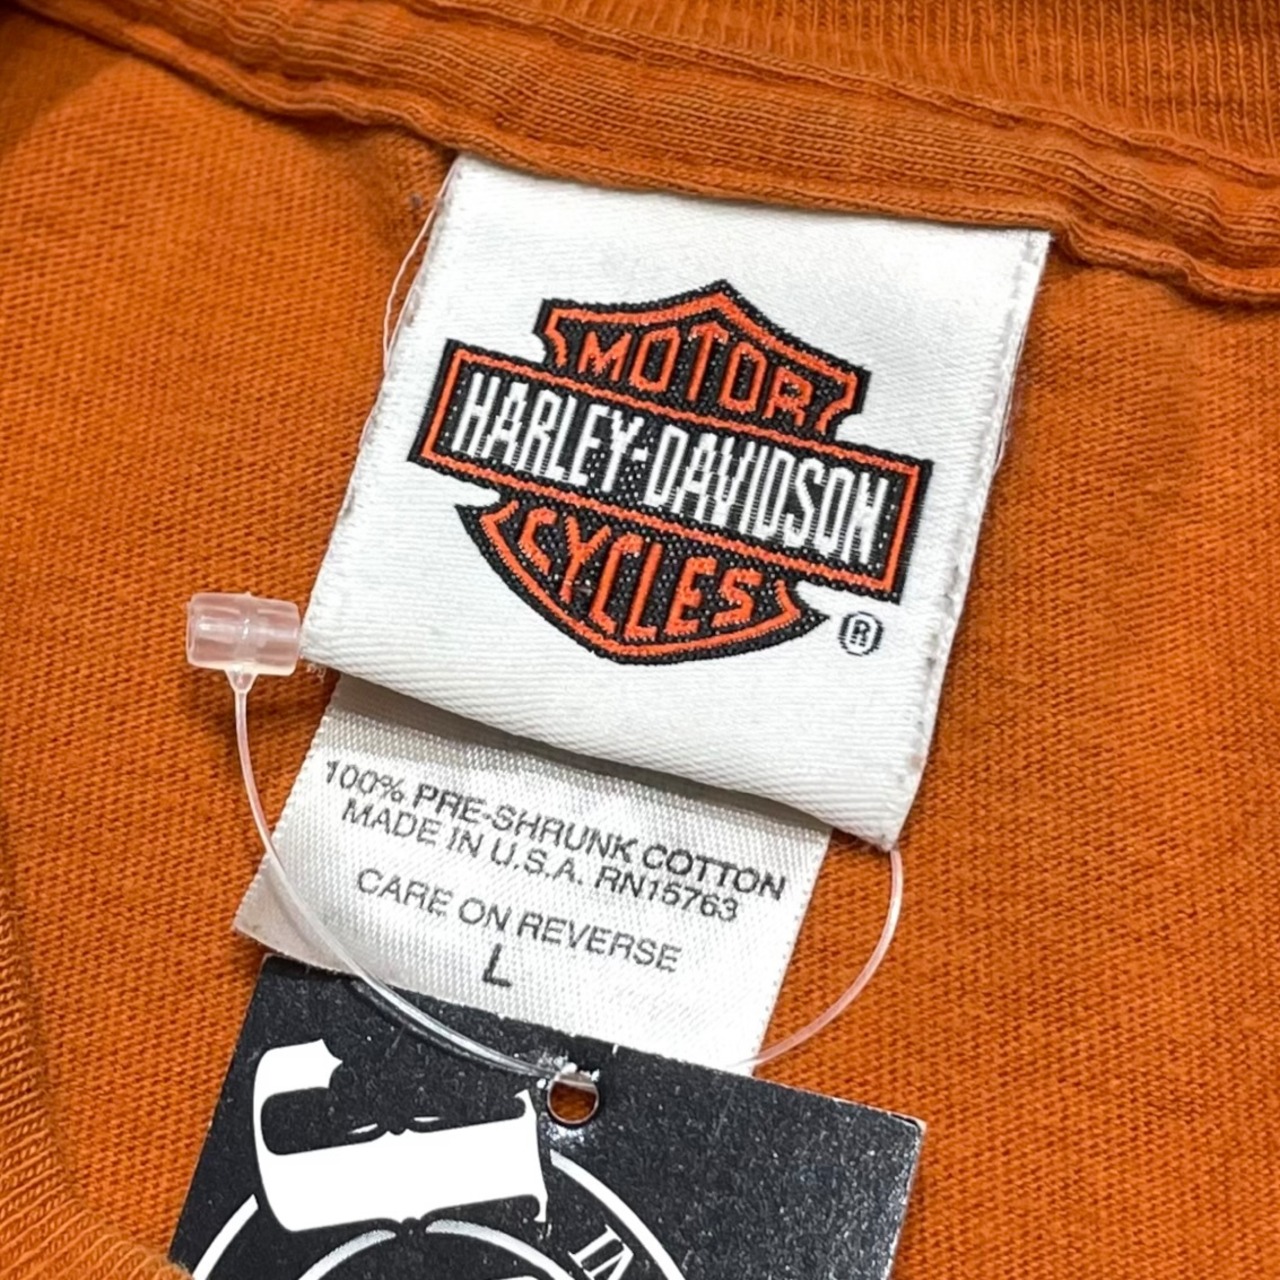 MOTOR
HARLEY-DAVIDSON
CYCLES
®
100% PRE-SHRUNK COTTON
MADE IN U.S.A. RN15763
CARE ON REVERSE
L